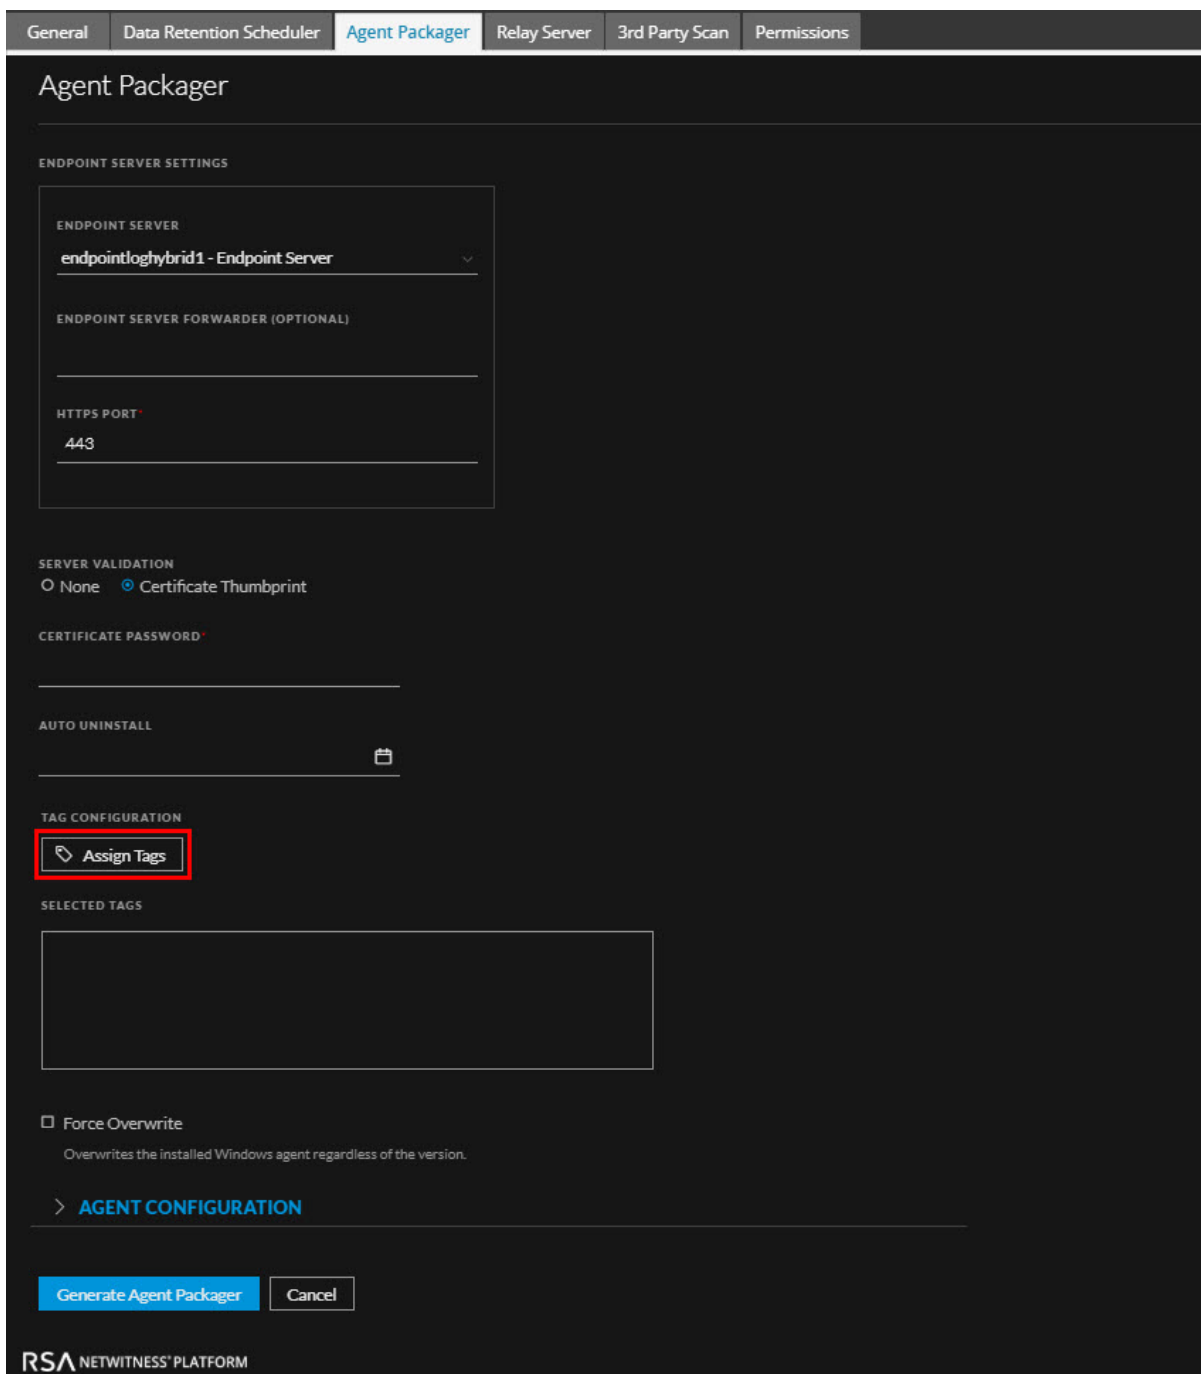 General Data Retention Scheduler Agent Packager Relay Server 3rd Party Scan Permissions
Agent Packager
ENDPOINT SERVER SETTINGS
ENDPOINT SERVER
endpointloghybrid1 - Endpoint Server
ENDPOINT SERVER FORWARDER (OPTIONAL)
HTTPS PORT*
443
SERVER VALIDATION
None Certificate Thumbprint
CERTIFICATE PASSWORD*
AUTO UNINSTALL
TAG CONFIGURATION
Assign Tags
SELECTED TAGS
Force Overwrite
Overwrites the installed Windows agent regardless of the version.
> AGENT CONFIGURATION
Generate Agent Packager Cancel
RSA NETWITNESS® PLATFORM